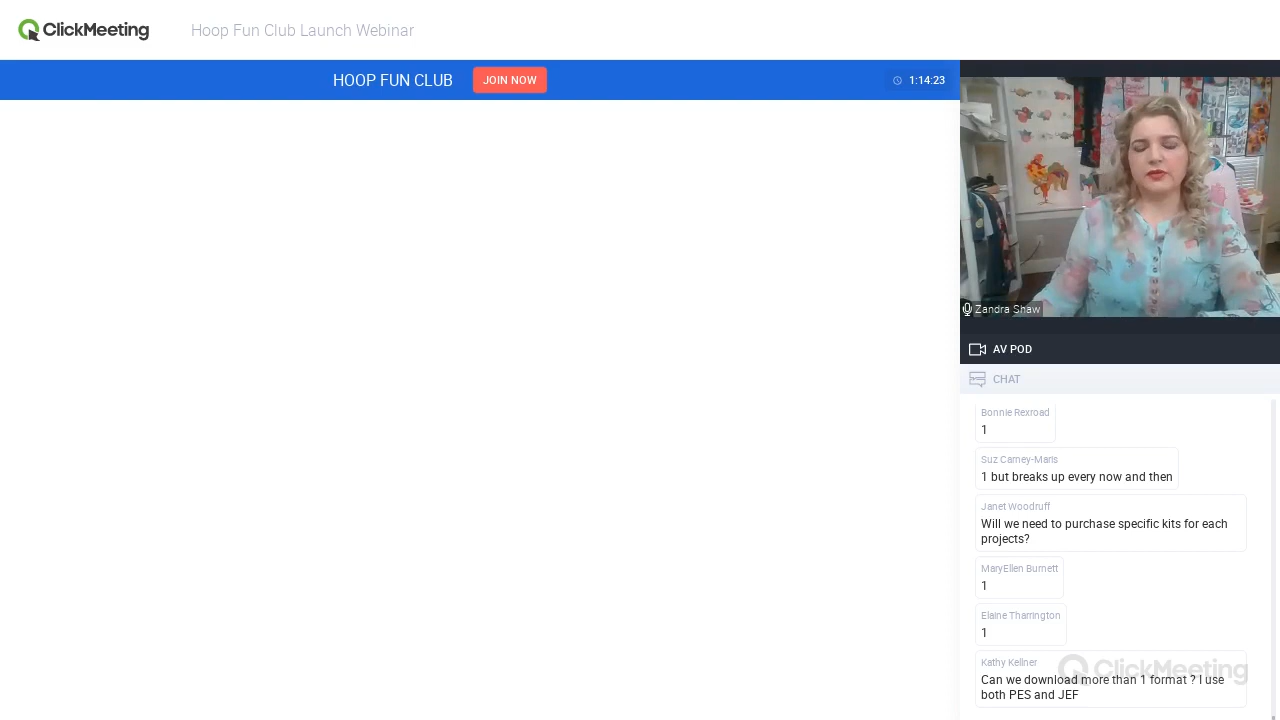 ClickMeeting
Hoop Fun Club Launch Webinar
HOOP FUN CLUB
JOIN NOW
1:14:23
Zandra Shaw
AV POD
CHAT
Bonnie Rexroad
1
Suz Carney-Maris
1 but breaks up every now and then
Janet Woodruff
Will we need to purchase specific kits for each
projects?
MaryEllen Burnett
1
Elaine Tharrington
1
Kathy Kellner
Can we download more than 1 format ? I use
both PES and JEF
ClickMeeting